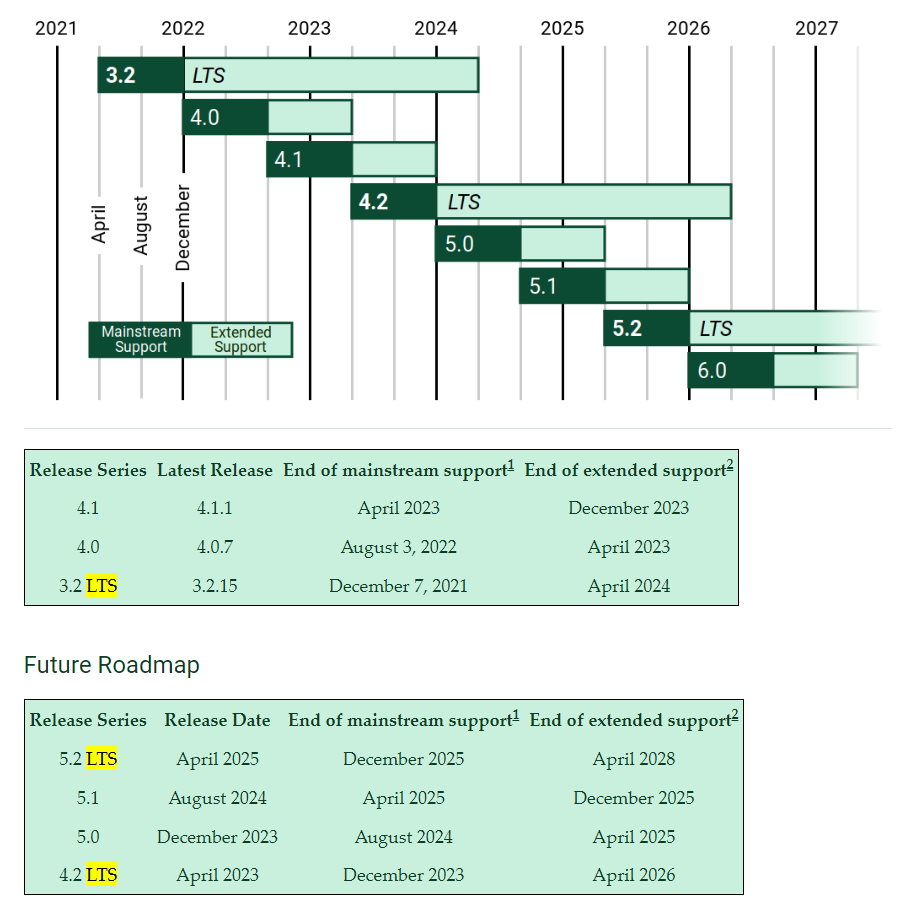 2021 2022 2023 2024 2025 2026 2027
3.2 LTS
4.0
4.1
4.2 LTS
April August December
5.0
5.1
5.2 LTS
Mainstream Support Extended Support
6.0
Release Series Latest Release End of mainstream support1 End of extended support2
4.1 4.1.1 April 2023 December 2023
4.0 4.0.7 August 3, 2022 April 2023
3.2 LTS 3.2.15 December 7, 2021 April 2024
Future Roadmap
Release Series Release Date End of mainstream support1 End of extended support2
5.2 LTS April 2025 December 2025 April 2028
5.1 August 2024 April 2025 December 2025
5.0 December 2023 August 2024 April 2025
4.2 LTS April 2023 December 2023 April 2026